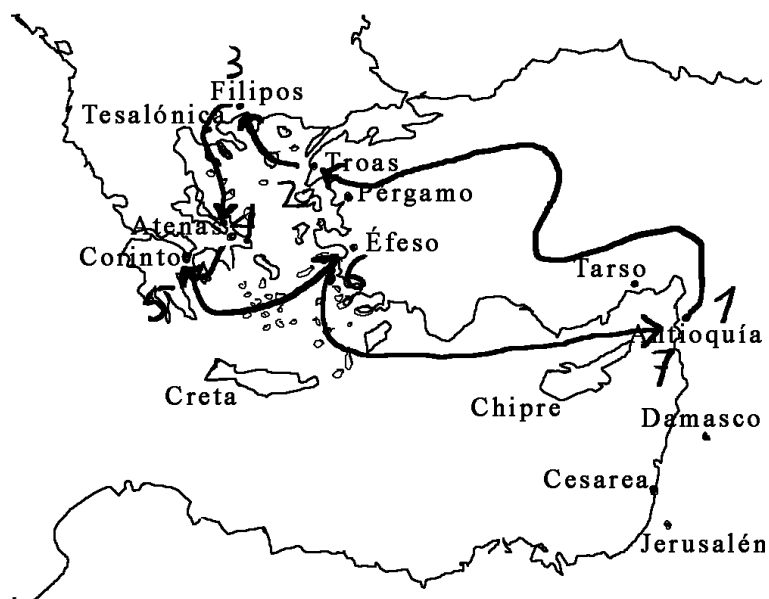 3
Filipos
Tesalónica
Troas
2
Pérgamo
Atenas 4
Éfeso
Corinto
6
5
Tarso
1
Antioquía
7
Creta
Chipre
Damasco
Cesarea
Jerusalén